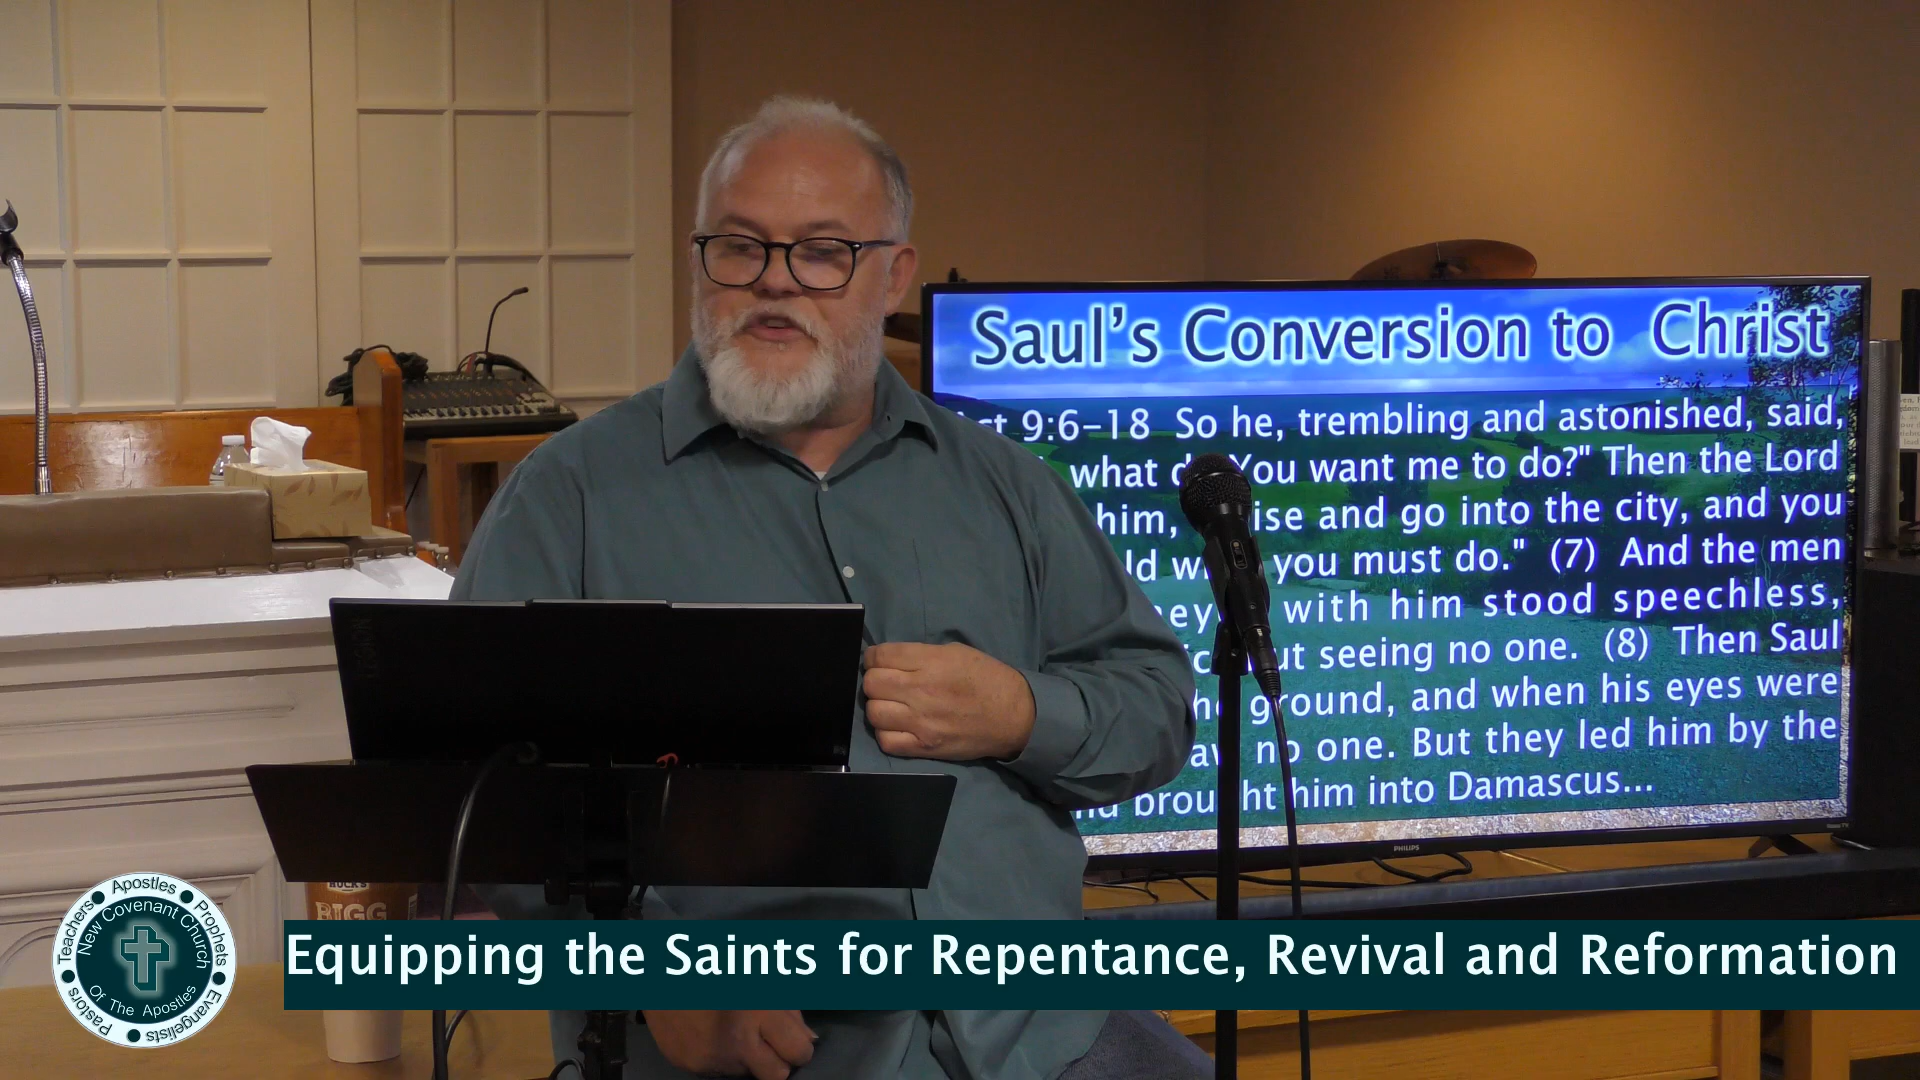 Saul's Conversion to Christ
9:6-18 So he, trembling and astonished, said,
what You want me to do?" Then the Lord
him, and go into the city, and you
you must do." (7) And the men
with him stood speechless,
seeing no one. (8) Then Saul
ground, and when his eyes were
no one. But they led him by the
him into Damascus...
PHILIPS
BIGG
Equipping the Saints for Repentance, Revival and Reformation
Apostles
Prophets
Evangelists
Pastors
Teachers
New Covenant Church
Of The Apostles